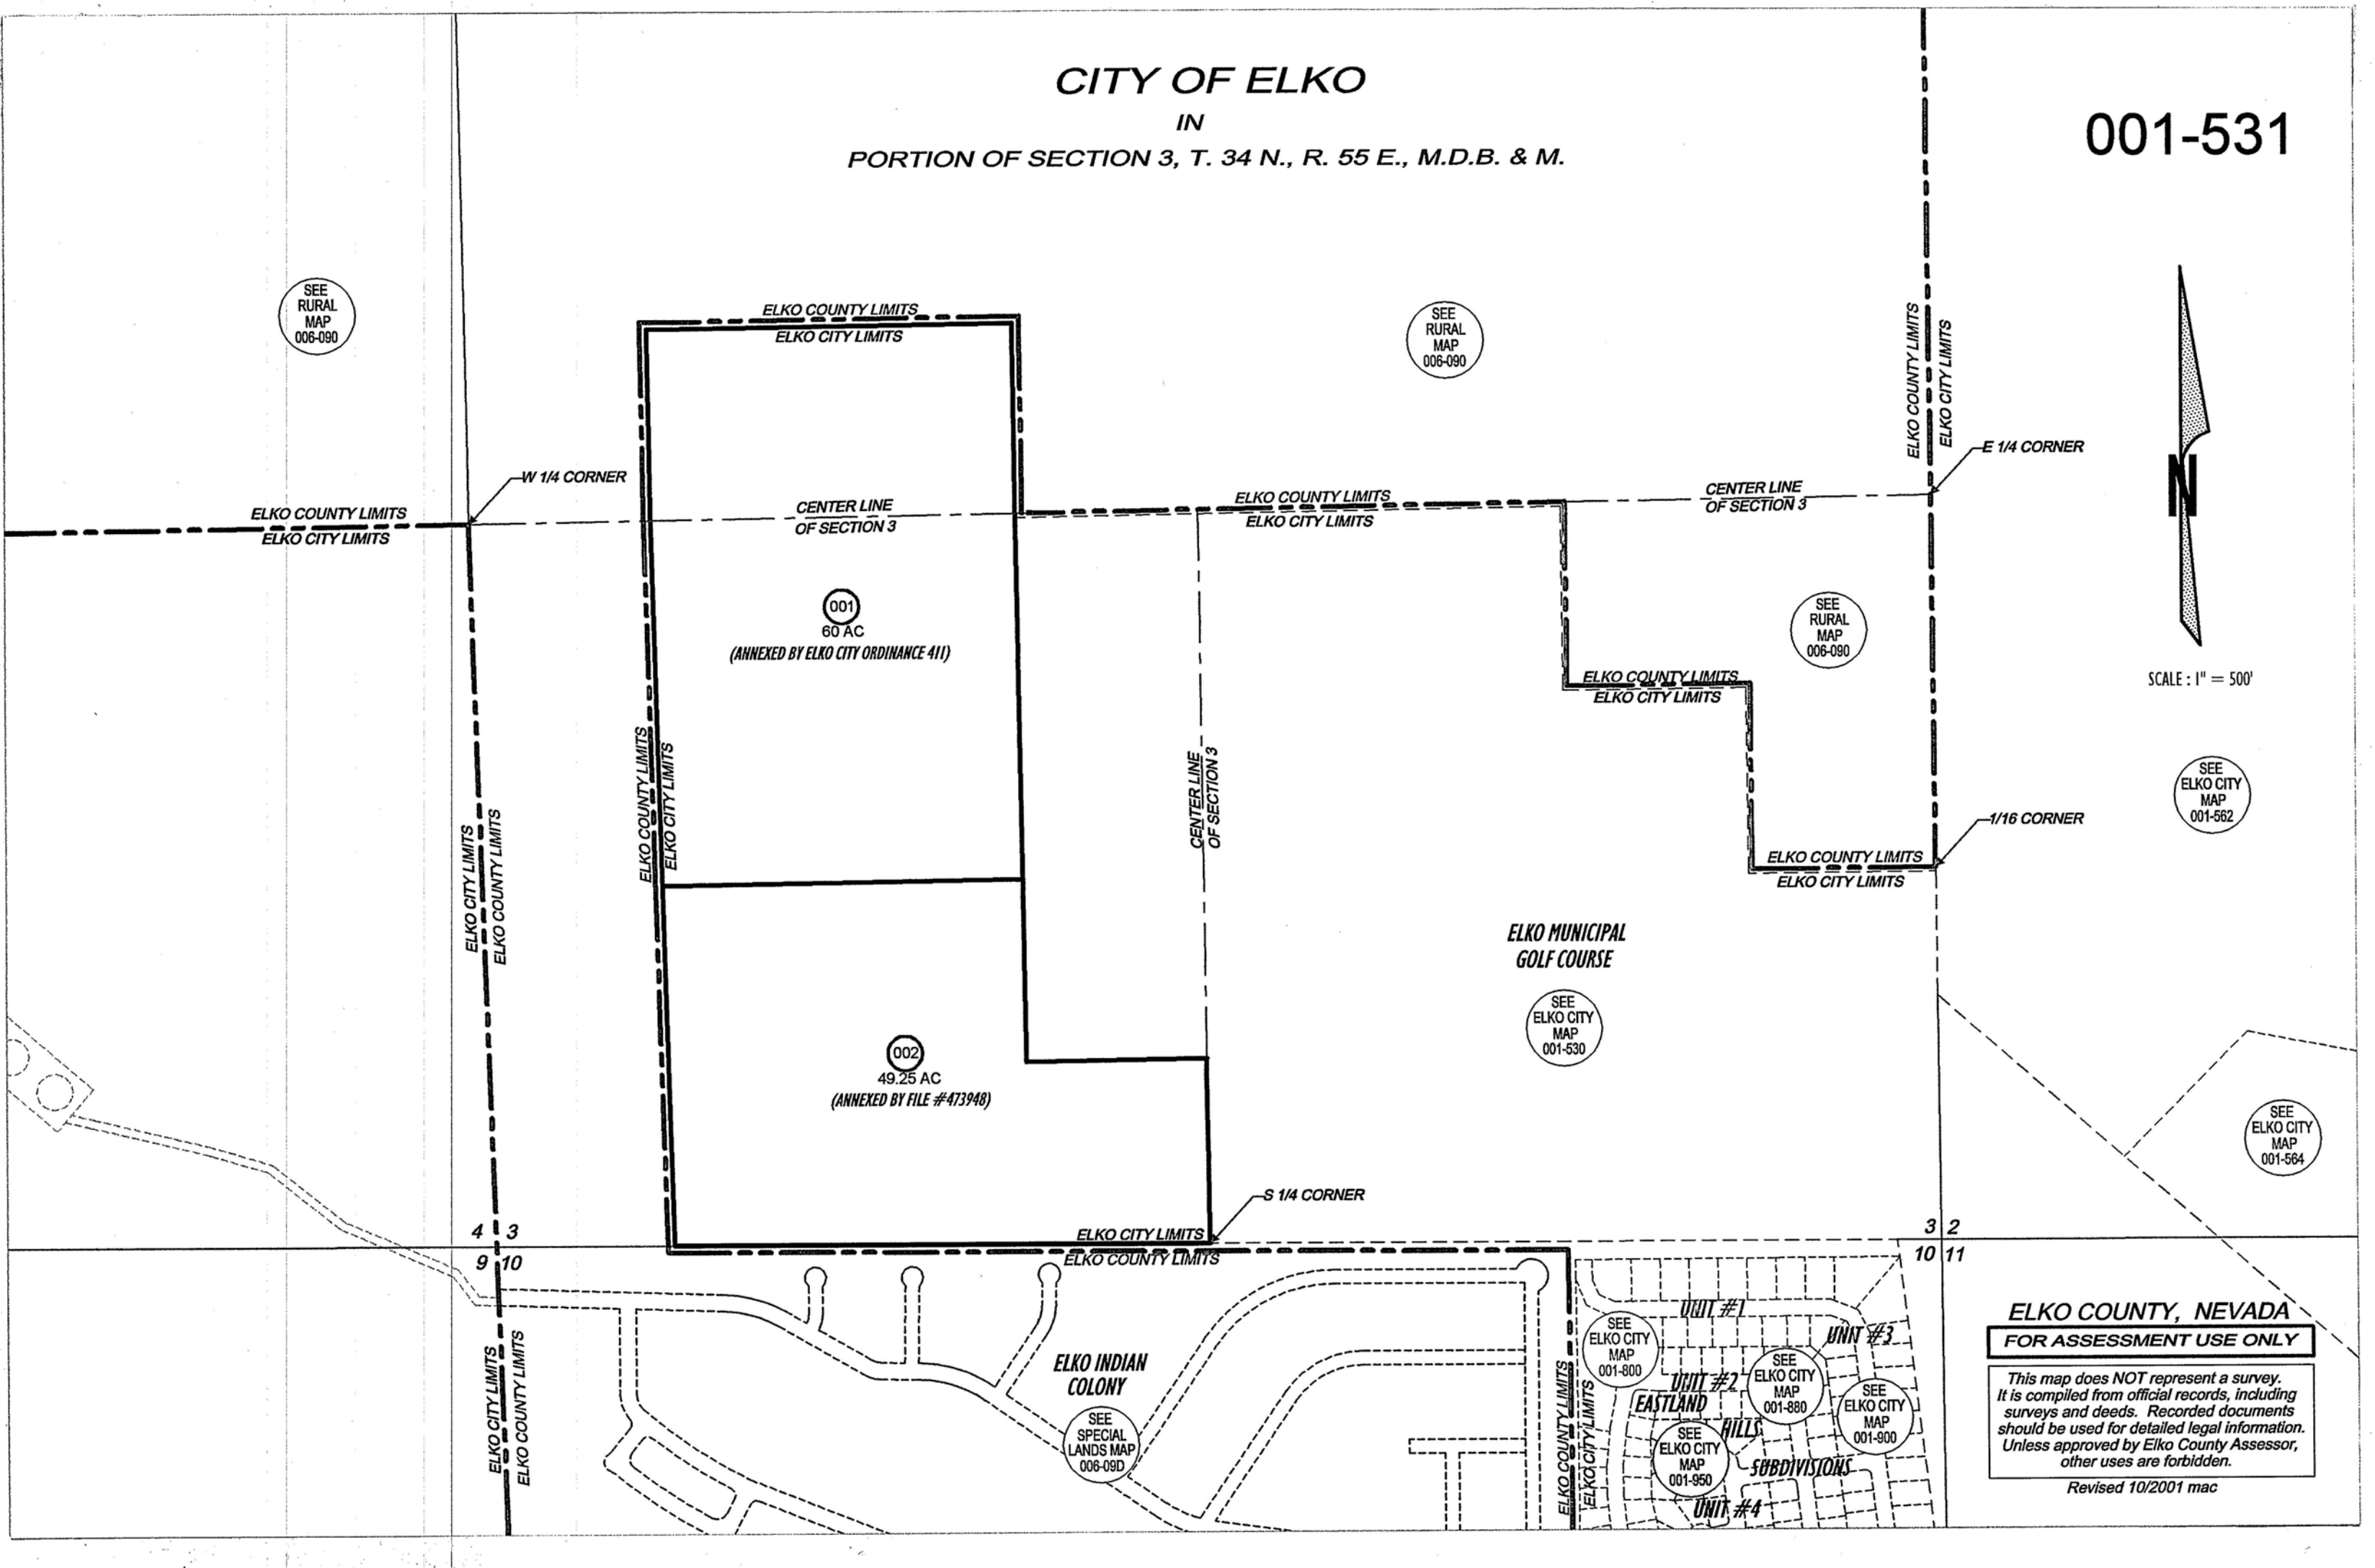 CITY OF ELKO
IN
PORTION OF SECTION 3, T. 34 N., R. 55 E., M.D.B. & M.
001-531
SEE
RURAL
MAP
006-090
ELKO COUNTY LIMITS
ELKO CITY LIMITS
SEE
RURAL
MAP
006-090
ELKO COUNTY LIMITS
ELKO CITY LIMITS
E 1/4 CORNER
W 1/4 CORNER
N
ELKO COUNTY LIMITS
ELKO CITY LIMITS
CENTER LINE
OF SECTION 3
ELKO COUNTY LIMITS
ELKO CITY LIMITS
CENTER LINE
OF SECTION 3
001
60 AC
(ANNEXED BY ELKO CITY ORDINANCE 411)
SEE
RURAL
MAP
006-090
ELKO COUNTY LIMITS
ELKO CITY LIMITS
SCALE : 1" = 500'
ELKO COUNTY LIMITS
ELKO CITY LIMITS
CENTER LINE
OF SECTION 3
SEE
ELKO CITY
MAP
001-562
1/16 CORNER
ELKO CITY LIMITS
ELKO COUNTY LIMITS
ELKO COUNTY LIMITS
ELKO CITY LIMITS
ELKO MUNICIPAL
GOLF COURSE
SEE
ELKO CITY
MAP
001-530
002
49.25 AC
(ANNEXED BY FILE #473948)
SEE
ELKO CITY
MAP
001-564
S 1/4 CORNER
4 3
9 10
ELKO CITY LIMITS
ELKO COUNTY LIMITS
3 2
10 11
ELKO CITY LIMITS
ELKO COUNTY LIMITS
ELKO INDIAN
COLONY
SEE
SPECIAL
LANDS MAP
006-09D
ELKO COUNTY LIMITS
ELKO CITY LIMITS
UNIT #1
SEE
ELKO CITY
MAP
001-800
UNIT #3
UNIT #2
SEE
ELKO CITY
MAP
001-880
SEE
ELKO CITY
MAP
001-900
EASTLAND
HILLS
SEE
ELKO CITY
MAP
001-950
SUBDIVISIONS
UNIT #4
ELKO COUNTY, NEVADA
FOR ASSESSMENT USE ONLY
This map does NOT represent a survey.
It is compiled from official records, including
surveys and deeds. Recorded documents
should be used for detailed legal information.
Unless approved by Elko County Assessor,
other uses are forbidden.
Revised 10/2001 mac